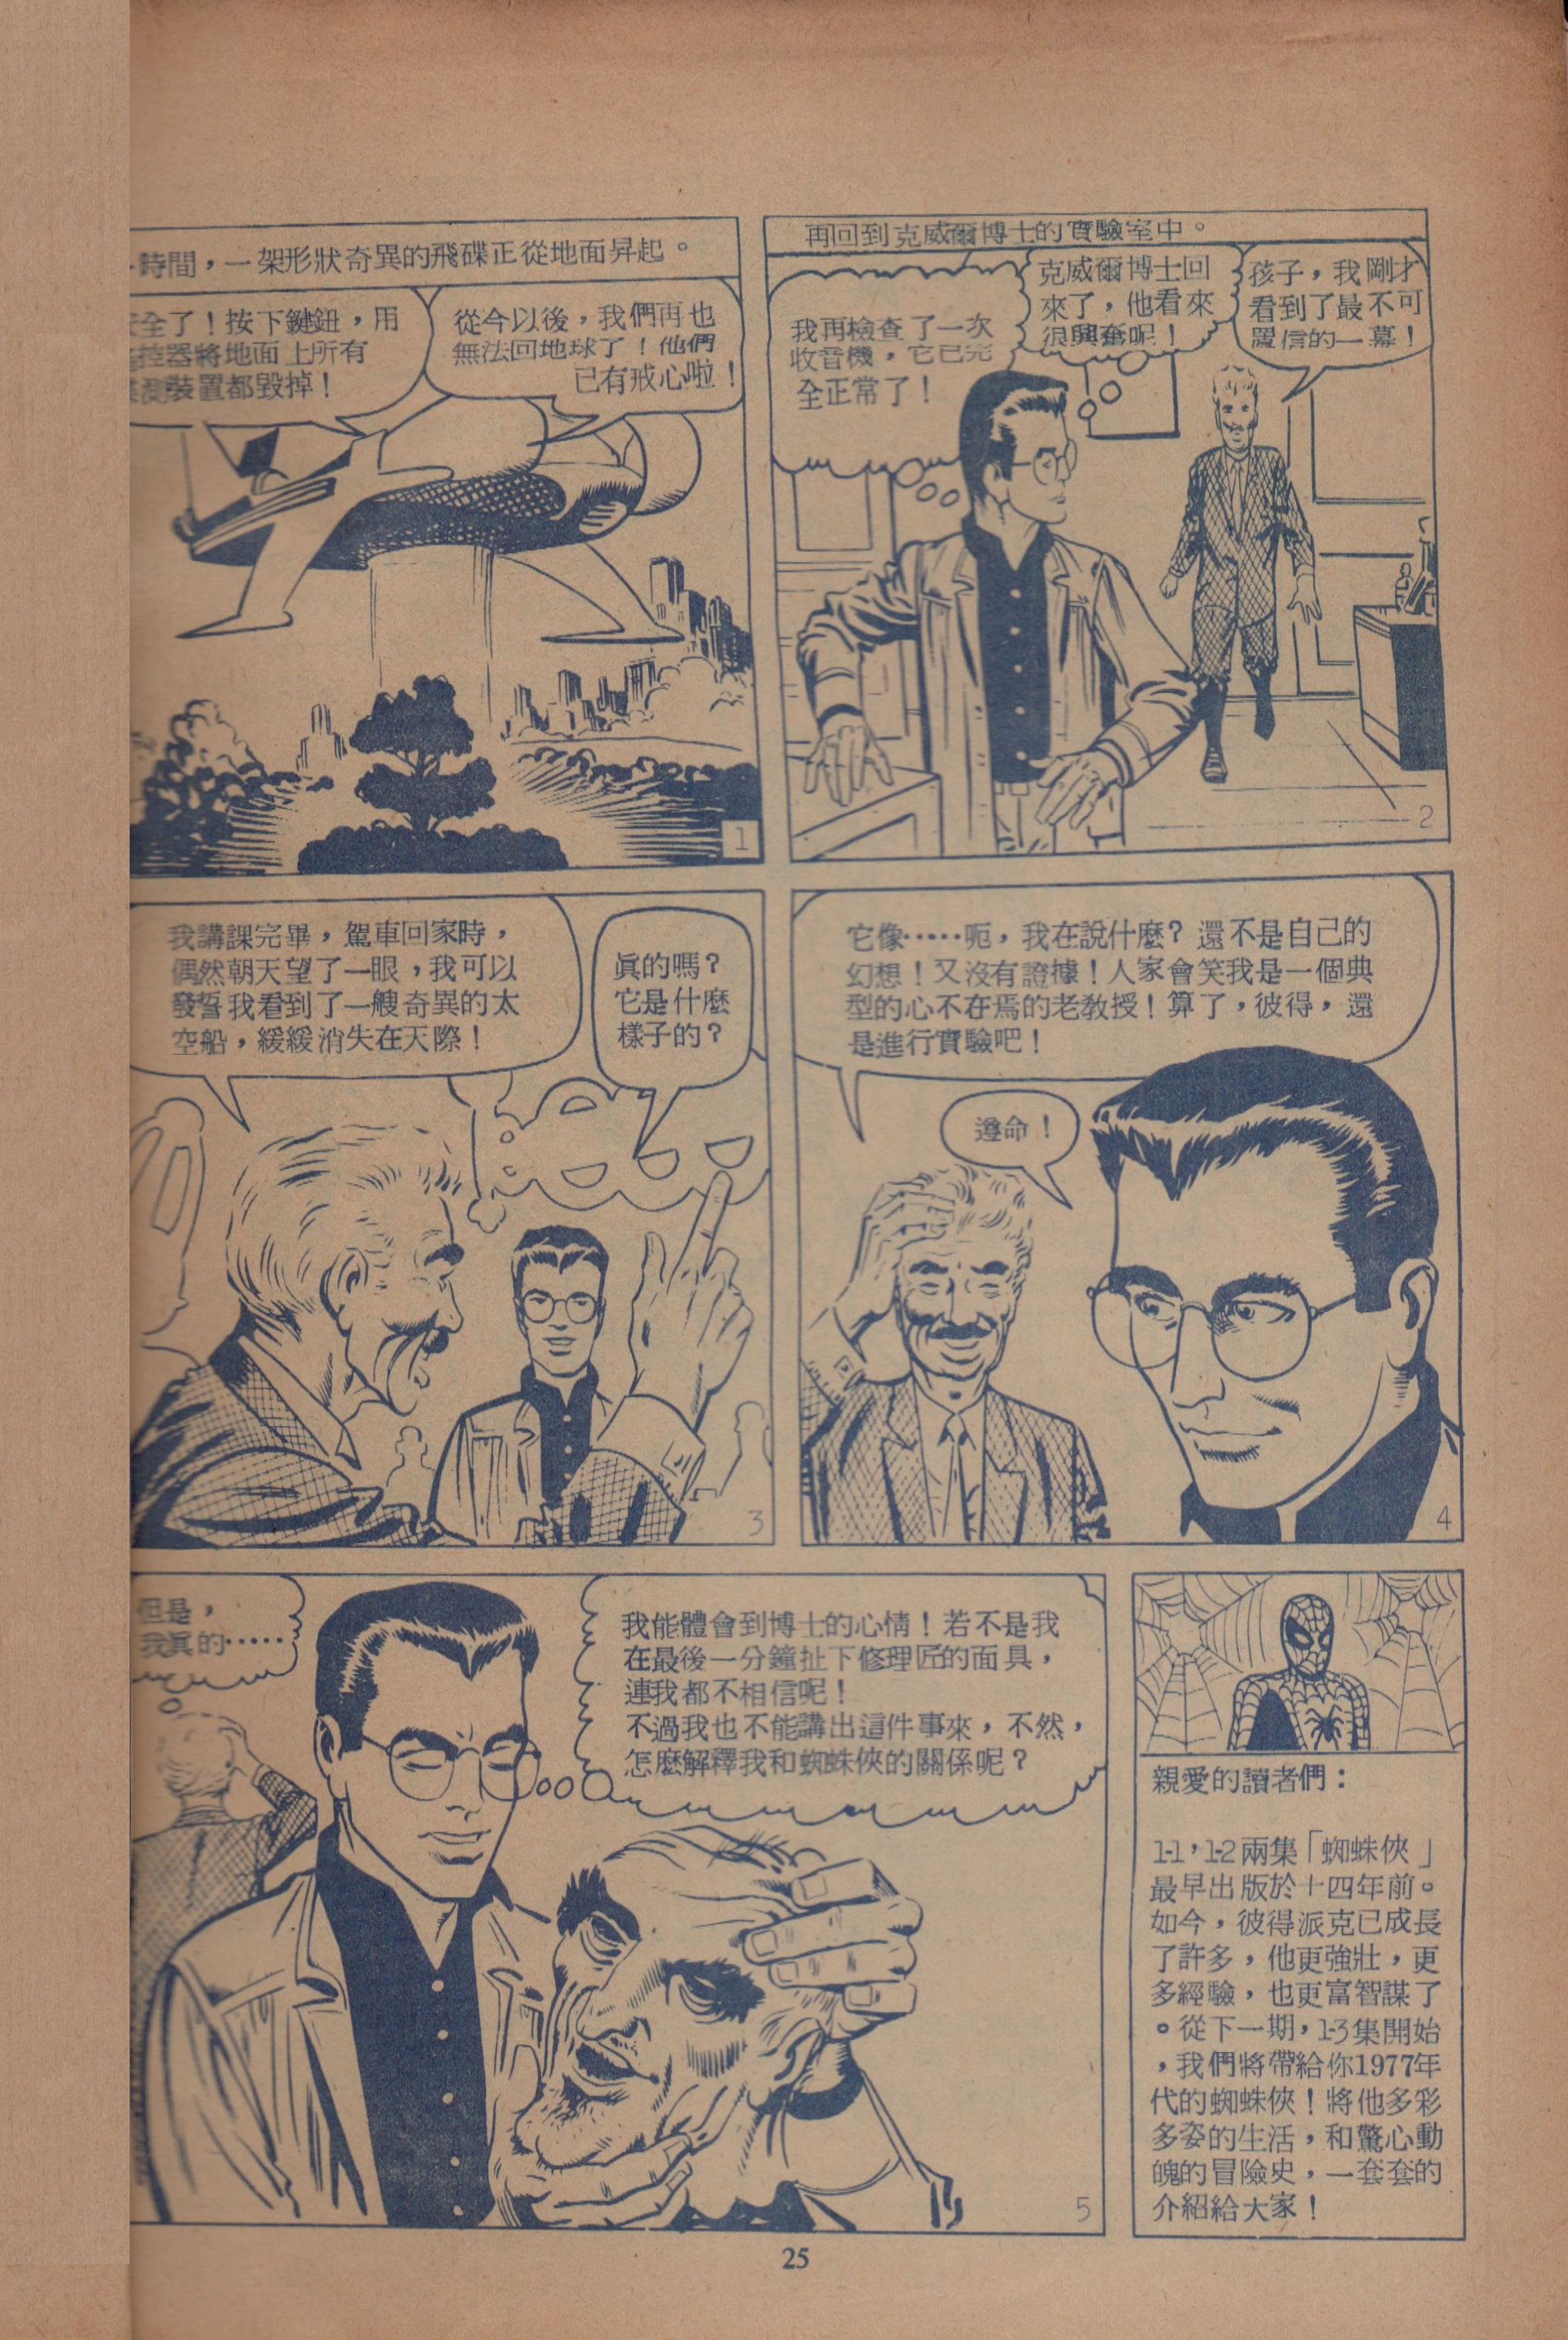 時間，一架形狀奇異的飛碟正從地面昇起。
全了！按下鍵鈕，用
控器將地面上所有
裝置都毀掉！
從今以後，我們再也
無法回地球了！他們
已有戒心啦！
1
再回到克威爾博士的實驗室中。
我再檢查了一次
收音機，它已完
全正常了！
克威爾博士回
來了，他看來
很興奮呢！
孩子，我剛才
看到了最不可
置信的一幕！
2
我講課完畢，駕車回家時，
偶然朝天望了一眼，我可以
發誓我看到了一艘奇異的太
空船，緩緩消失在天際！
眞的嗎？
它是什麼
樣子的？
3
它像……呃，我在說什麼？還不是自己的
幻想！又沒有證據！人家會笑我是一個典
型的心不在焉的老教授！算了，彼得，還
是進行實驗吧！
遵命！
4
但是，
我眞的……
我能體會到博士的心情！若不是我
在最後一分鐘扯下修理匠的面具，
連我都不相信呢！
不過我也不能講出這件事來，不然，
怎麼解釋我和蜘蛛俠的關係呢？
5
親愛的讀者們：
1-1，1-2兩集「蜘蛛俠」
最早出版於十四年前。
如今，彼得派克已成長
了許多，他更強壯，更
多經驗，也更富智謀了
。從下一期，1-3集開始
，我們將帶給你1977年
代的蜘蛛俠！將他多彩
多姿的生活，和驚心動
魄的冒險史，一套套的
介紹給大家！
25